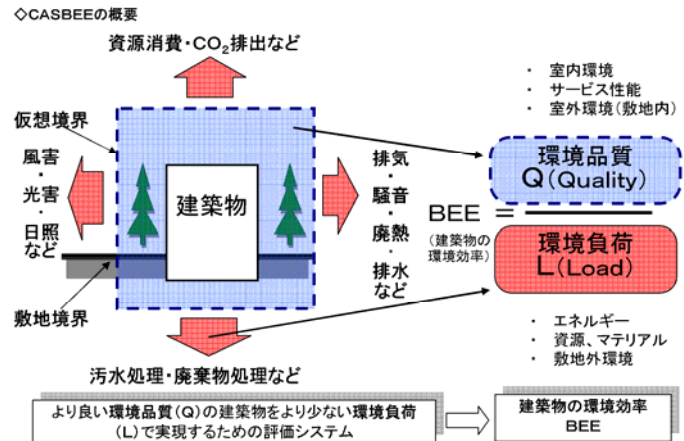 ◇CASBEEの概要
資源消費・CO₂排出など
仮想境界
風害
・
光害
・
日照
など
敷地境界
建築物
排気
・
騒音
・
廃熱
・
排水
など
汚水処理・廃棄物処理など
・ 室内環境
・ サービス性能
・ 室外環境(敷地内)
環境品質
Q(Quality)
BEE =
(建築物の
環境効率)
環境負荷
L(Load)
・ エネルギー
・ 資源、マテリアル
・ 敷地外環境
より良い環境品質(Q)の建築物をより少ない環境負荷
(L)で実現するための評価システム
建築物の環境効率
BEE